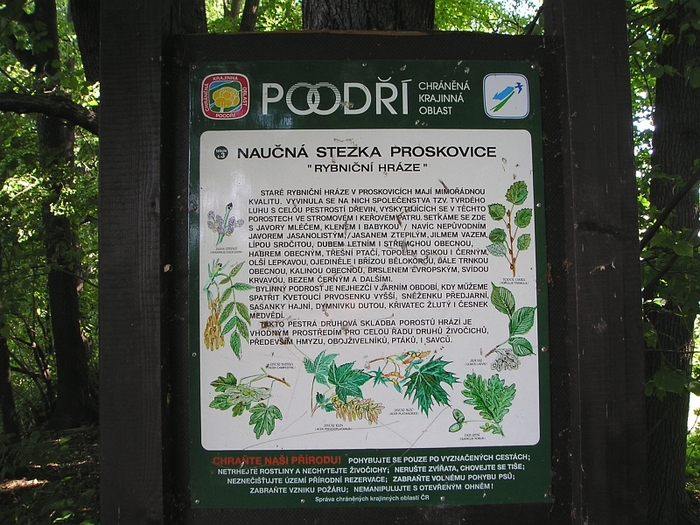 CHRÁNĚNÁ KRAJINNÁ
OBLAST
POODŘÍ
POODŘÍ
CHRÁNĚNÁ
KRAJINNÁ
OBLAST
NAUČNÁ STEZKA PROSKOVICE
"RYBNIČNÍ HRÁZE"
STARÉ RYBNIČNÍ HRÁZE V PROSKOVICÍCH MAJÍ MIMOŘÁDNOU
KVALITU. VYVINULA SE NA NICH SPOLEČENSTVA TZV. TVRDÉHO
LUHU S CELOU PESTROSTÍ DŘEVIN, VYSKYTUJÍCÍCH SE V TĚCHTO
POROSTECH VE STROMOVÉM I KEŘOVÉM PATRU. SETKÁME SE ZDE
S JAVORY MLÉČEM, KLENEM I BABYKOU / NAVÍC NEPŮVODNÍM
JAVOREM JASANOLISTÝM/, JASANEM ZTEPILÝM, JILMEM VAZEM,
LÍPOU SRDČITOU, DUBEM LETNÍM I STŘEMCHOU OBECNOU,
HABREM OBECNÝM, TŘEŠNÍ PTAČÍ, TOPOLEM OSIKOU I ČERNÝM,
OLŠÍ LEPKAVOU, OJEDINĚLE I BŘÍZOU BĚLOKOROU, DÁLE TRNKOU
OBECNOU, KALINOU OBECNOU, BRSLENEM EVROPSKÝM, SVÍDOU
KRVAVOU, BEZEM ČERNÝM A DALŠÍMI.
BYLINNÝ PODROST JE NEJHEZČÍ V JARNÍM OBDOBÍ, KDY MŮŽEME
SPATŘIT KVETOUCÍ PRVOSENKU VYŠŠÍ, SNĚŽENKU PŘEDJARNÍ,
SASANKY HAJNÍ, DYMNIVKU DUTOU, KŘIVATEC ŽLUTÝ I ČESNEK
MEDVĚDÍ.
TAKTO PESTRÁ DRUHOVÁ SKLADBA POROSTŮ HRÁZÍ JE
VHODNÝM PROSTŘEDÍM PRO CELOU ŘADU DRUHŮ ŽIVOČICHŮ,
PŘEDEVŠÍM HMYZU, OBOJŽIVELNÍKŮ, PTÁKŮ, I SAVCŮ.
CHRAŇTE NAŠI PŘÍRODU! POHYBUJTE SE POUZE PO VYZNAČENÝCH CESTÁCH;
NETRHEJTE ROSTLINY A NECHYTEJTE ŽIVOČICHY; NERUŠTE ZVÍŘATA, CHOVEJTE SE TIŠE;
NEZNEČIŠŤUJTE ÚZEMÍ PŘÍRODNÍ REZERVACE; ZABRAŇTE VOLNÉMU POHYBU PSŮ;
ZABRAŇTE VZNIKU POŽÁRU; NEMANIPULUJTE S OTEVŘENÝM OHNĚM!
Správa chráněných krajinných oblastí ČR